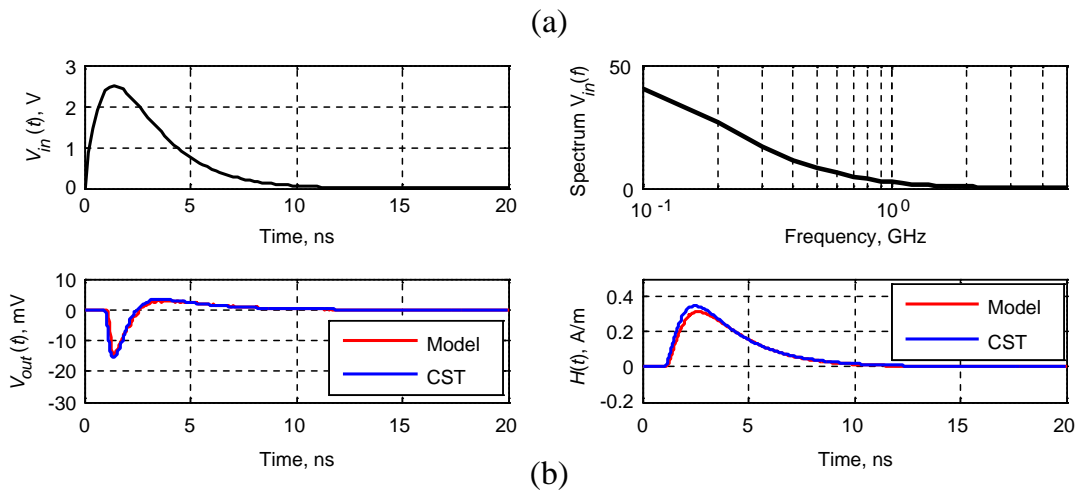 (a)
3
2
1
0
V_in (t), V
0 5 10 15 20
Time, ns
50
0
Spectrum V_in(f)
10^-1 10^0
Frequency, GHz
10
0
-10
-20
-30
V_out (t), mV
Model
CST
0 5 10 15 20
Time, ns
0.4
0.2
0
-0.2
H(t), A/m
Model
CST
0 5 10 15 20
Time, ns
(b)